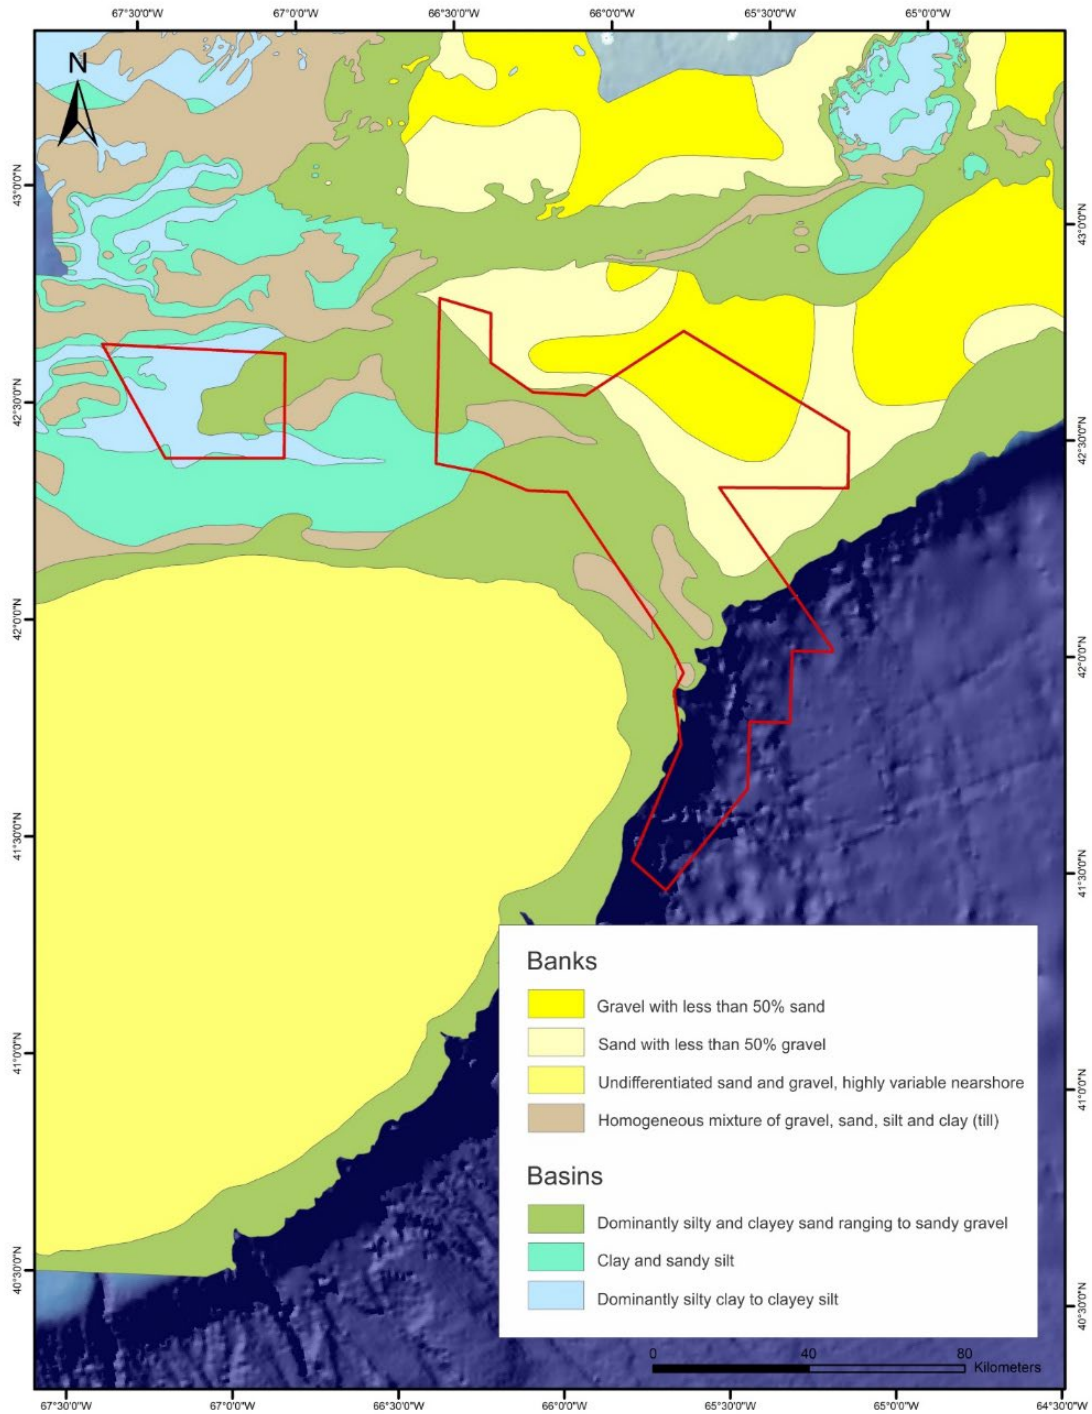 67°30'0"W 67°0'0"W 66°30'0"W 66°0'0"W 65°30'0"W 65°0'0"W
N
43°0'0"N
43°0'0"N
42°30'0"N
42°30'0"N
42°0'0"N
42°0'0"N
41°30'0"N
41°30'0"N
41°0'0"N
41°0'0"N
40°30'0"N
40°30'0"N
Banks
Gravel with less than 50% sand
Sand with less than 50% gravel
Undifferentiated sand and gravel, highly variable nearshore
Homogeneous mixture of gravel, sand, silt and clay (till)
Basins
Dominantly silty and clayey sand ranging to sandy gravel
Clay and sandy silt
Dominantly silty clay to clayey silt
0 40 80
Kilometers
67°30'0"W 67°0'0"W 66°30'0"W 66°0'0"W 65°30'0"W 65°0'0"W 64°30'0"W